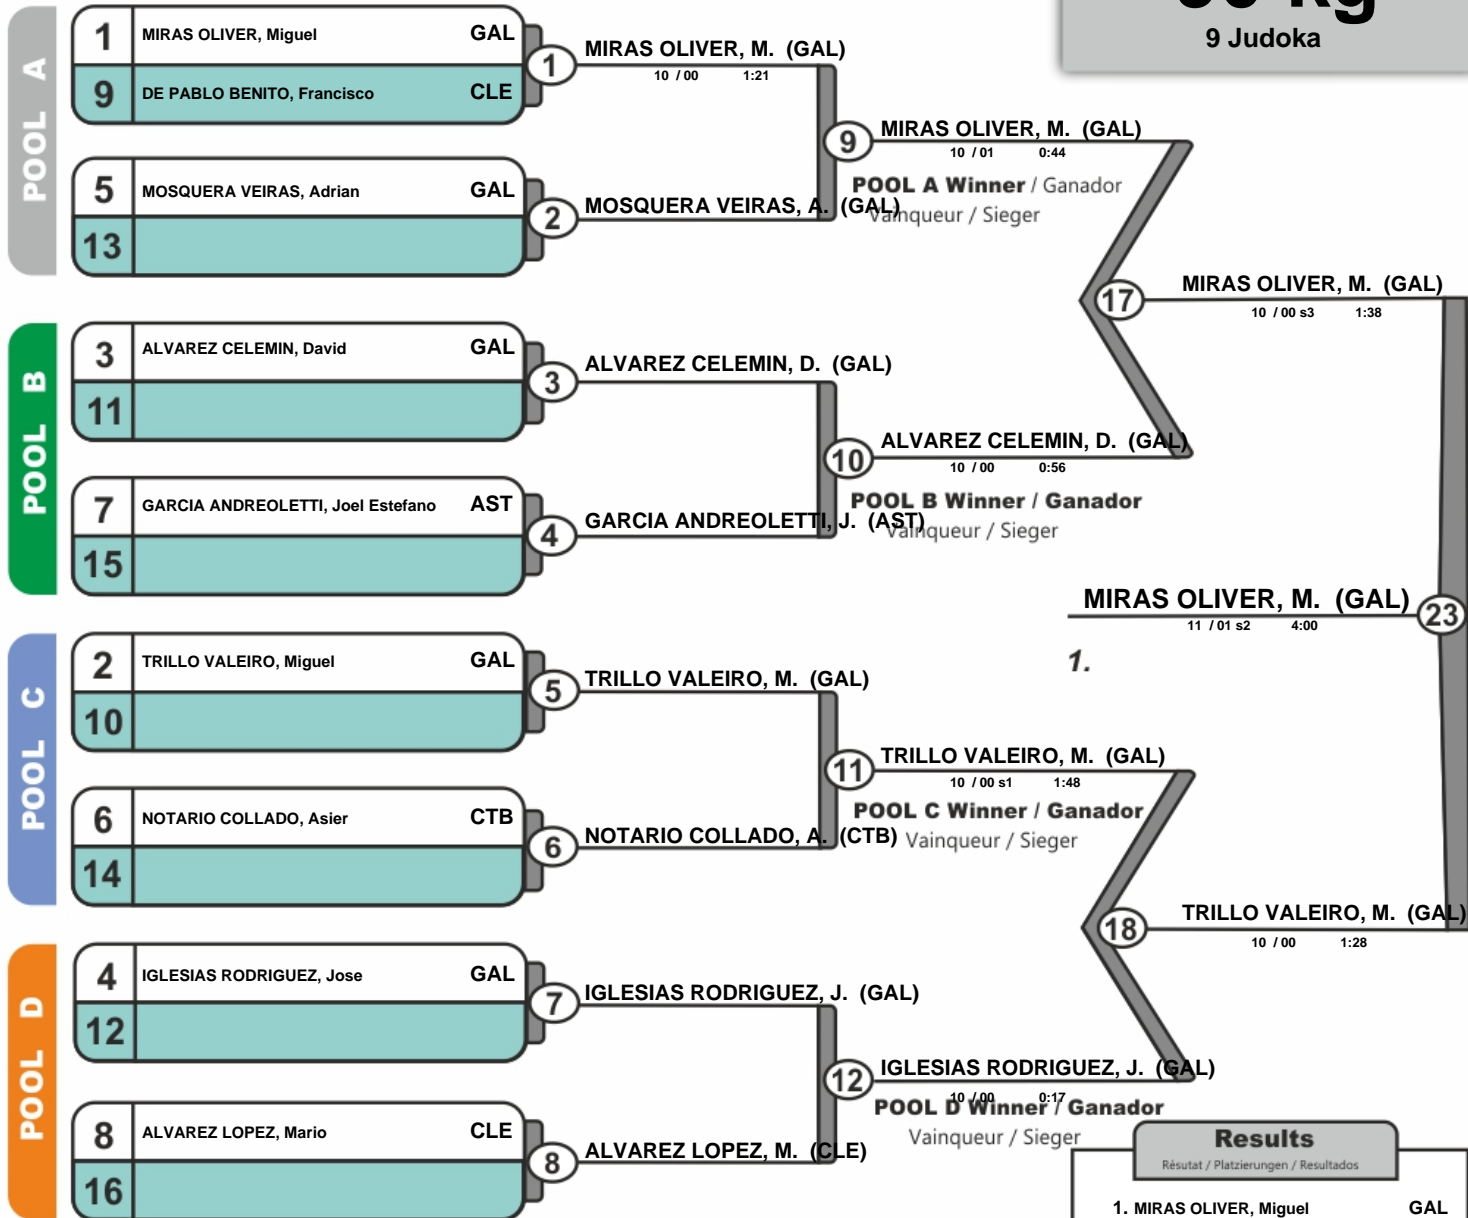 kg
9 Judoka
POOL A
1 MIRAS OLIVER, Miguel GAL
9 DE PABLO BENITO, Francisco CLE
5 MOSQUERA VEIRAS, Adrian GAL
13
1 MIRAS OLIVER, M. (GAL)
10 / 00 1:21
2 MOSQUERA VEIRAS, A. (GAL)
9 MIRAS OLIVER, M. (GAL)
10 / 01 0:44
POOL A Winner / Ganador
Vainqueur / Sieger
POOL B
3 ALVAREZ CELEMIN, David GAL
11
7 GARCIA ANDREOLETTI, Joel Estefano AST
15
3 ALVAREZ CELEMIN, D. (GAL)
4 GARCIA ANDREOLETTI, J. (AST)
10 ALVAREZ CELEMIN, D. (GAL)
10 / 00 0:56
POOL B Winner / Ganador
Vainqueur / Sieger
17 MIRAS OLIVER, M. (GAL)
10 / 00 s3 1:38
MIRAS OLIVER, M. (GAL) 23
11 / 01 s2 4:00
1.
POOL C
2 TRILLO VALEIRO, Miguel GAL
10
6 NOTARIO COLLADO, Asier CTB
14
5 TRILLO VALEIRO, M. (GAL)
6 NOTARIO COLLADO, A. (CTB)
11 TRILLO VALEIRO, M. (GAL)
10 / 00 s1 1:48
POOL C Winner / Ganador
Vainqueur / Sieger
18 TRILLO VALEIRO, M. (GAL)
10 / 00 1:28
POOL D
4 IGLESIAS RODRIGUEZ, Jose GAL
12
8 ALVAREZ LOPEZ, Mario CLE
16
7 IGLESIAS RODRIGUEZ, J. (GAL)
8 ALVAREZ LOPEZ, M. (CLE)
12 IGLESIAS RODRIGUEZ, J. (GAL)
10 / 00 0:17
POOL D Winner / Ganador
Vainqueur / Sieger
Results
Résutat / Platzierungen / Resultados
1. MIRAS OLIVER, Miguel GAL